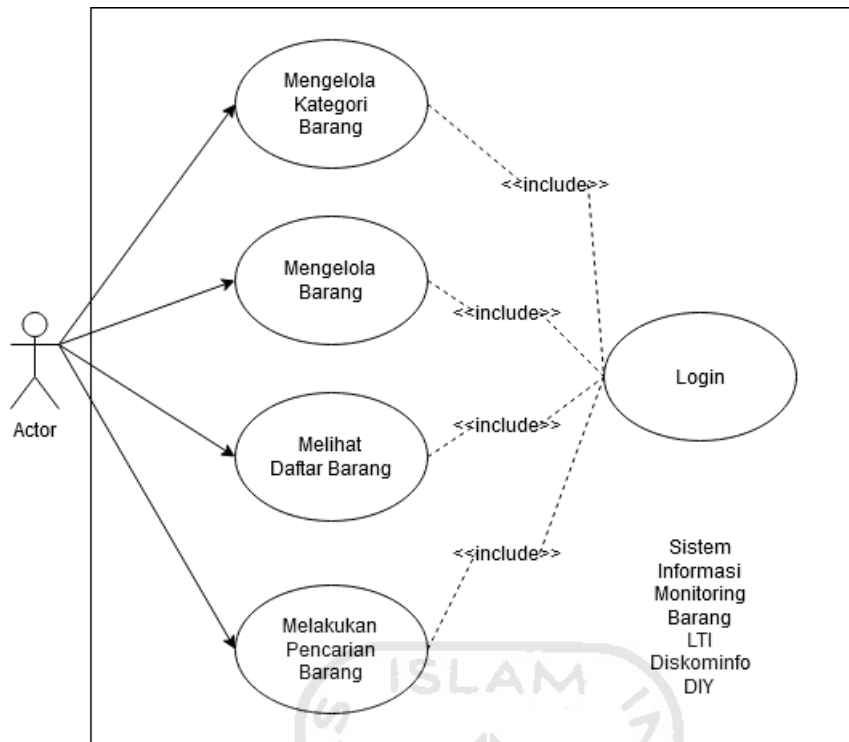 Mengelola
Kategori
Barang
<<include>>
Mengelola
Barang
<<include>>
Actor
Login
Melihat
Daftar Barang
<<include>>
Melakukan
Pencarian
Barang
<<include>>
Sistem
Informasi
Monitoring
Barang
LTI
Diskominfo
DIY
ISLAM